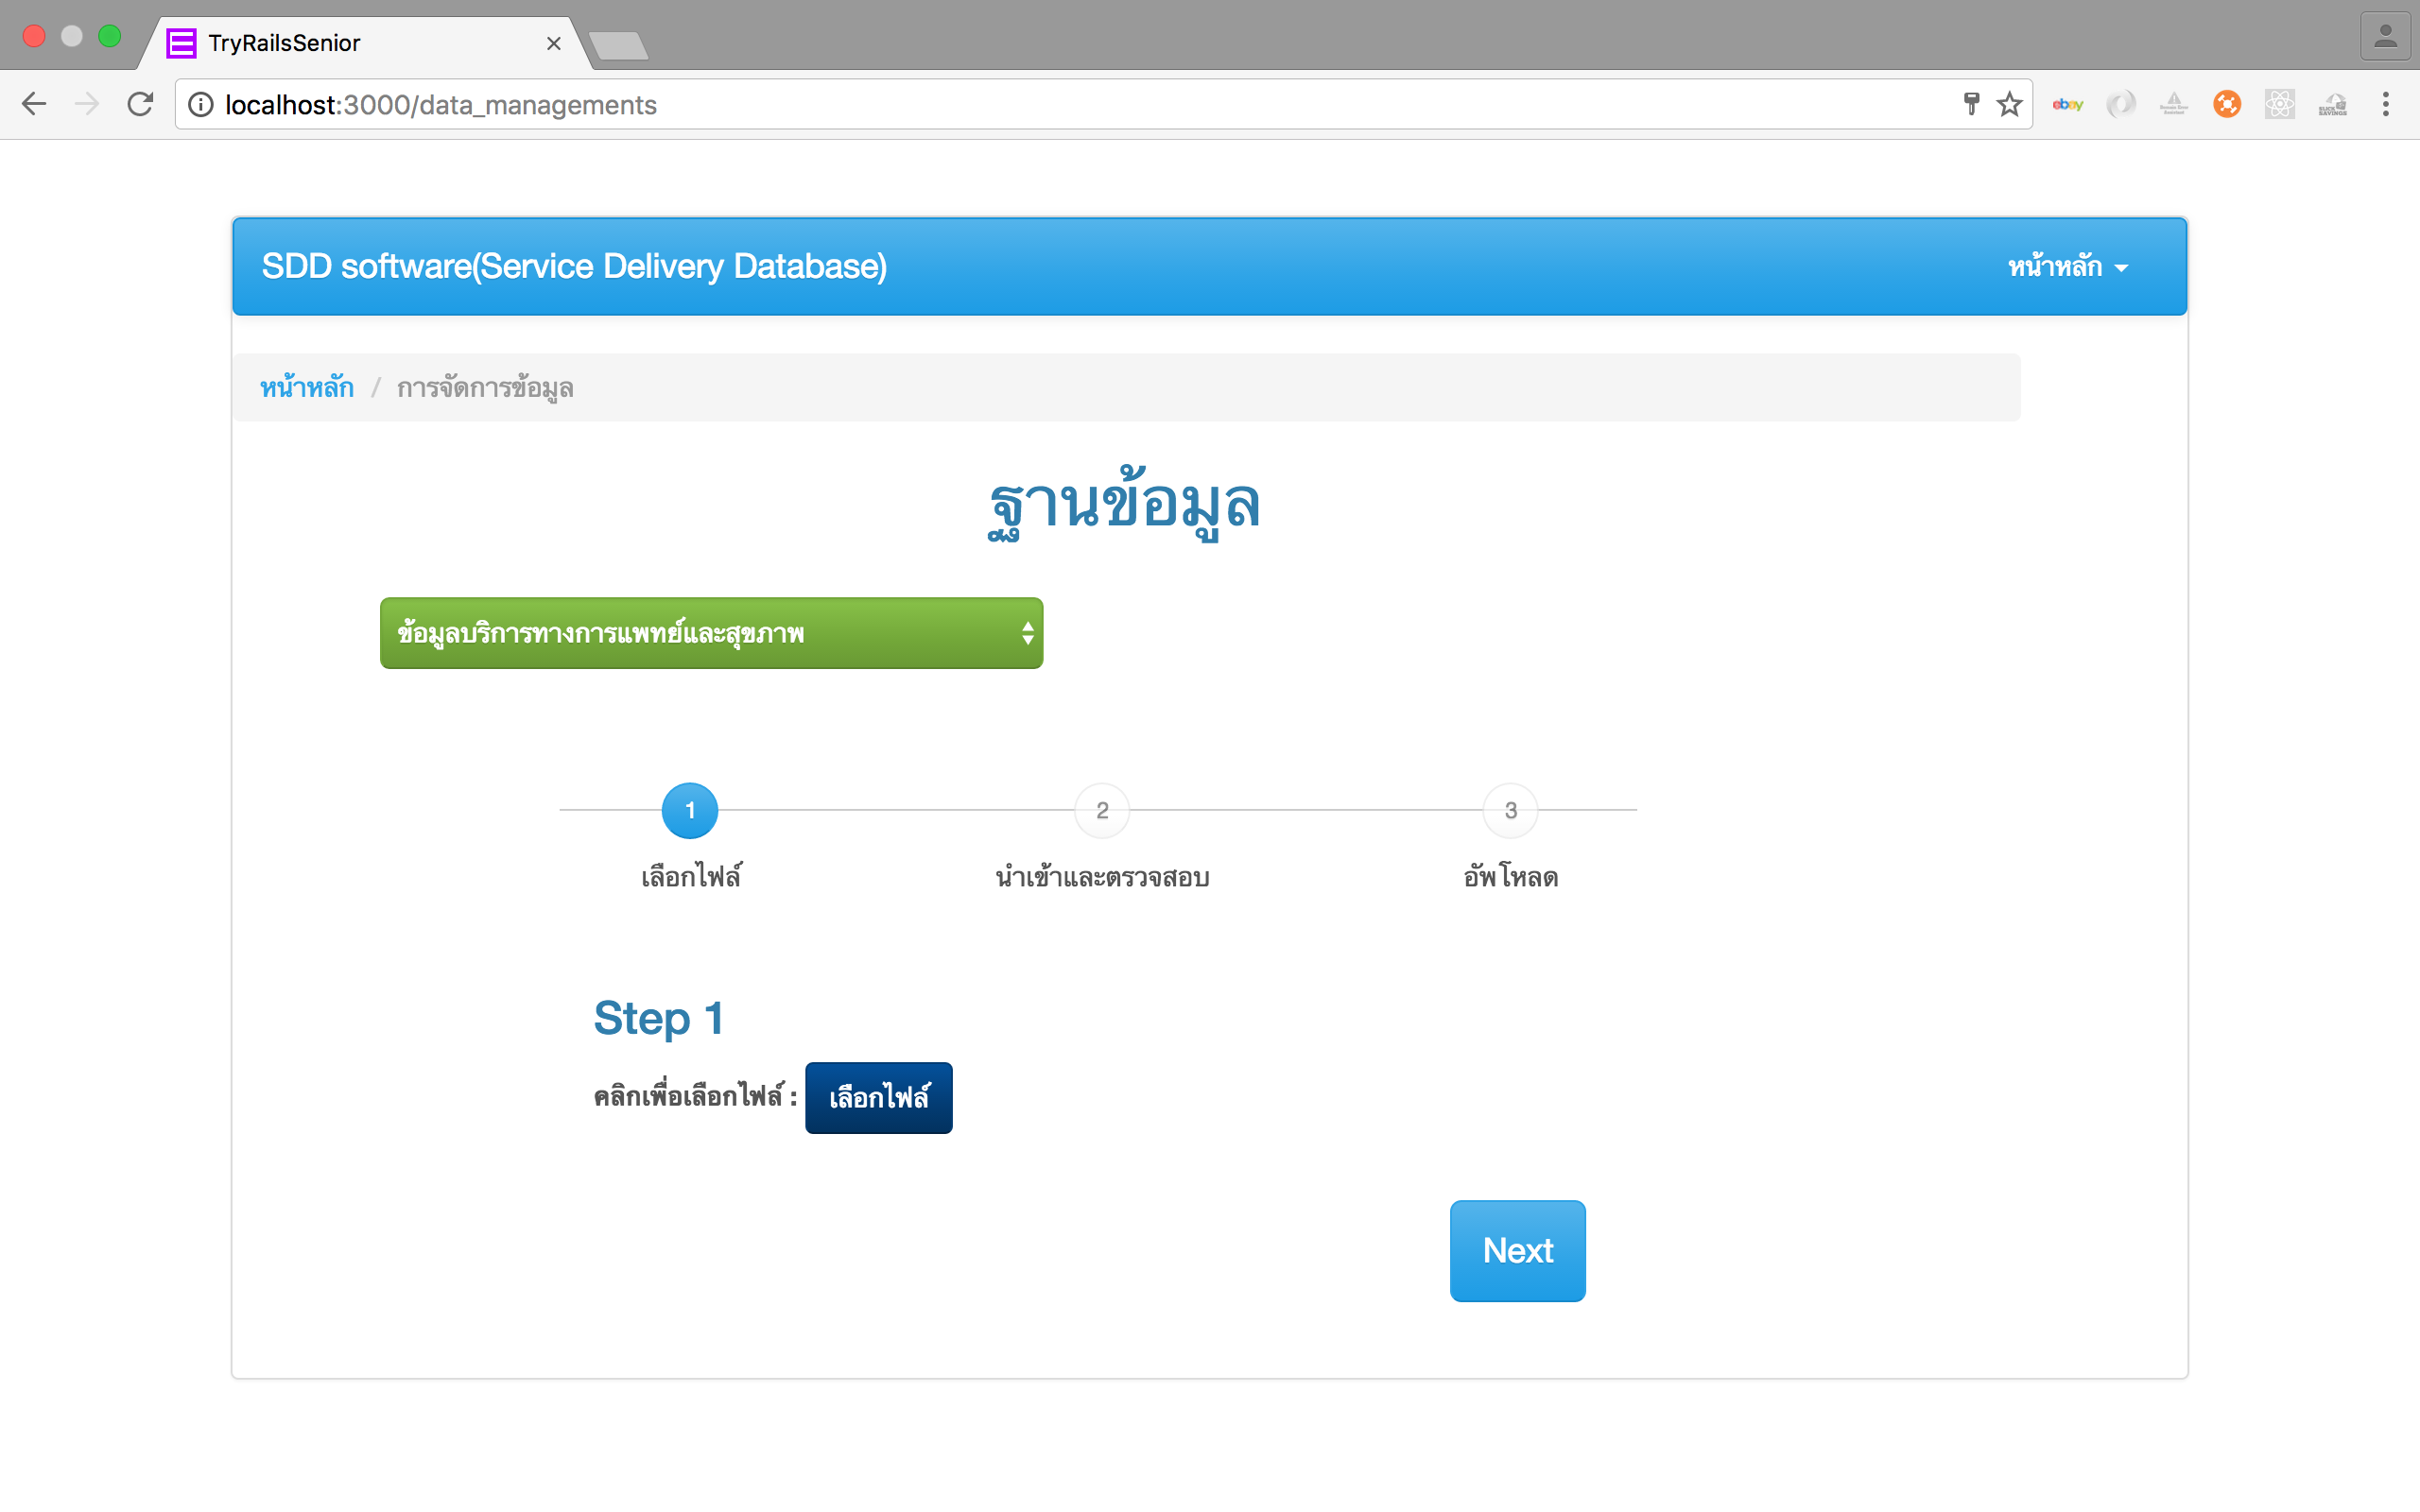 TryRailsSenior
localhost:3000/data_managements
ebay
SDD software(Service Delivery Database)
หน้าหลัก
หน้าหลัก / การจัดการข้อมูล
ฐานข้อมูล
ข้อมูลบริการทางการแพทย์และสุขภาพ
1 2 3
เลือกไฟล์ นำเข้าและตรวจสอบ อัพโหลด
Step 1
คลิกเพื่อเลือกไฟล์ : เลือกไฟล์
Next